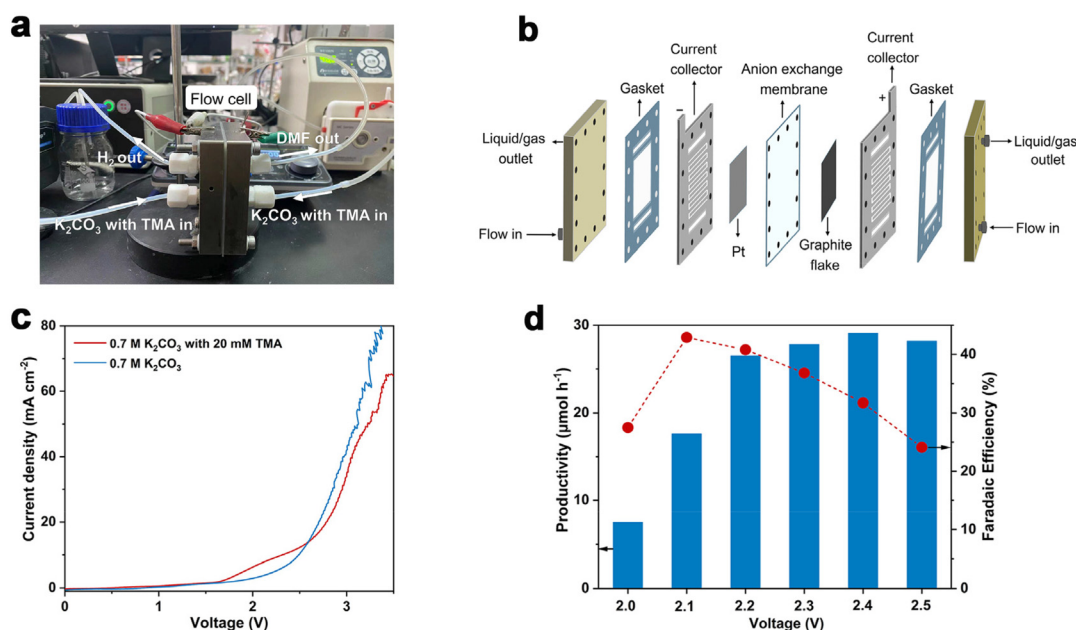 a
Flow cell
DMF out
H₂ out
K₂CO₃ with TMA in
K₂CO₃ with TMA in
b
Liquid/gas
outlet
Flow in
Gasket
Current
collector
−
Pt
Anion exchange
membrane
Graphite
flake
Current
collector
+
Gasket
Liquid/gas
outlet
Flow in
c
Current density (mA cm⁻²)
80
60
40
20
0
0.7 M K₂CO₃ with 20 mM TMA
0.7 M K₂CO₃
0 1 2 3
Voltage (V)
d
Productivity (μmol h⁻¹)
30
20
10
0
40
30
20
10
0
Faradaic Efficiency (%)
2.0 2.1 2.2 2.3 2.4 2.5
Voltage (V)